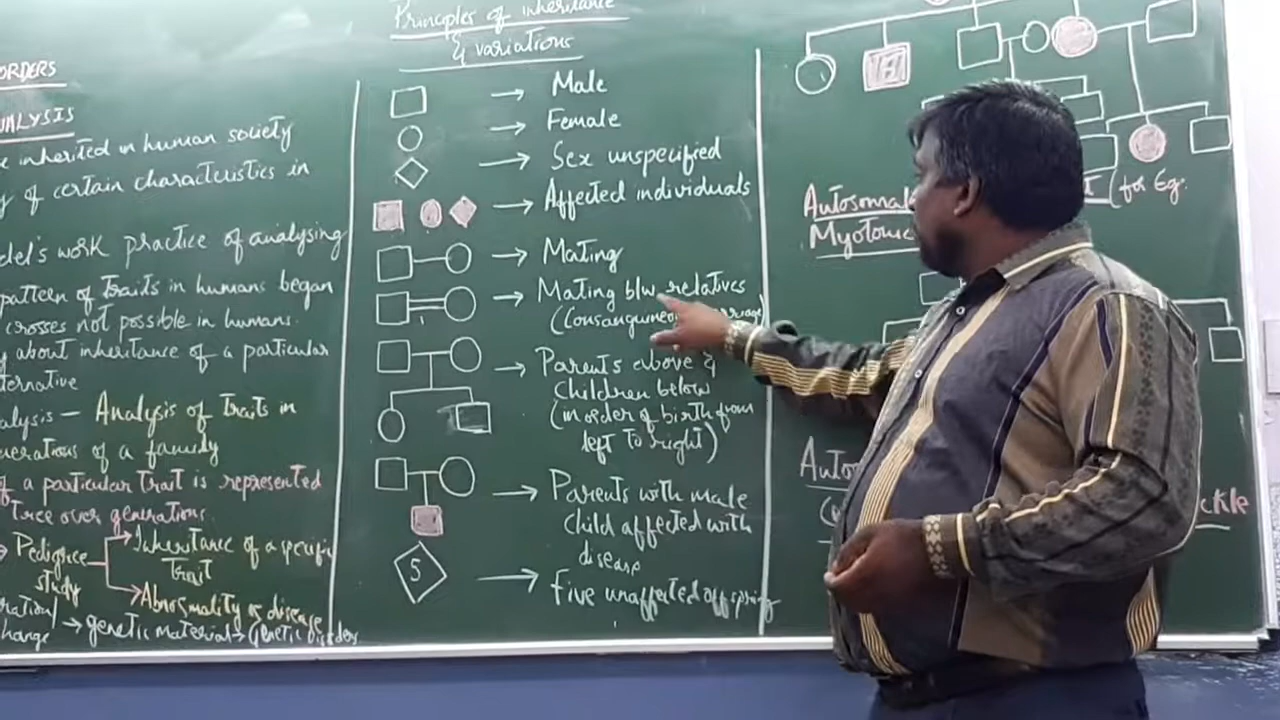 Principles of inheritance
& variations
ORDERS
ALYSIS
e inherited in human society
y of certain characteristics in
del's work practice of analysing
pattern of Traits in humans began
crosses not possible in humans.
y about inheritance of a particular
ternative
alysis — Analysis of Traits in
nerations of a family
f a particular trait is represented
Tree over generations.
Pedigree study
Inheritance of a specific Trait
Abnormality or disease
change → genetic material → genetic disorders
→ Male
→ Female
→ Sex unspecified
→ Affected individuals
→ Mating
→ Mating b/w relatives
→ Parents above &
Children below
(in order of birth from
left to right)
→ Parents with male
child affected with
disease
5 → five unaffected offspring
Autosomal
(for Eg.
Myotonic
Auto
ckle